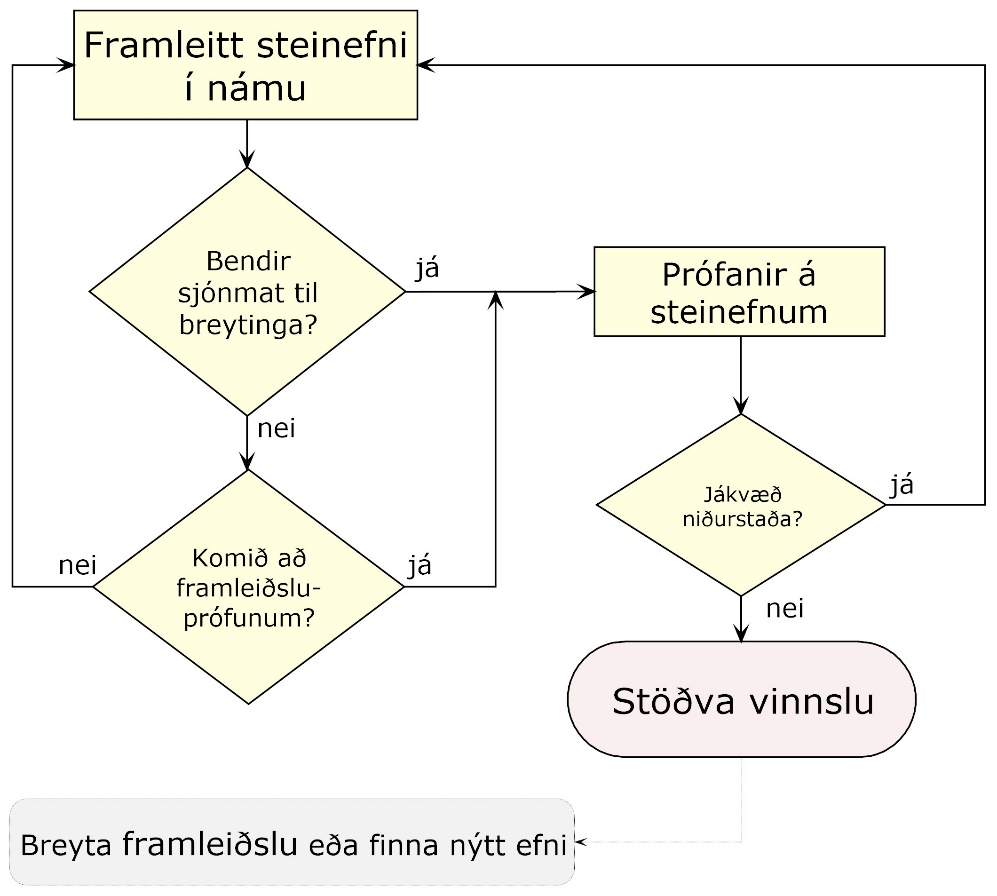 Framleitt steinefni
í námu
Bendir
sjónmat til
breytinga?
já
nei
Komið að
framleiðslu-
prófunum?
nei
já
Prófanir á
steinefnum
Jákvæð
niðurstaða?
já
nei
Stöðva vinnslu
Breyta framleiðslu eða finna nýtt efni